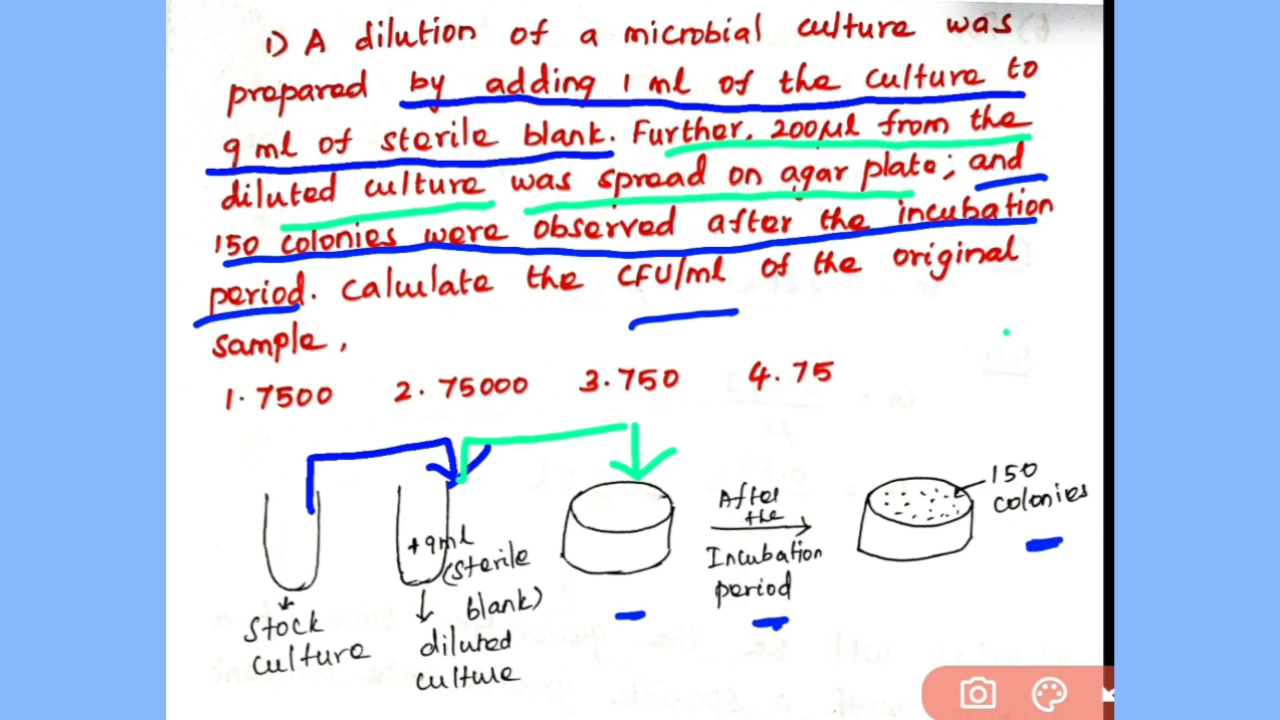 1) A dilution of a microbial culture was
prepared by adding 1 ml of the culture to
9 ml of sterile blank. Further, 200μl from the
diluted culture was spread on agar plate; and
150 colonies were observed after the incubation
period. Calculate the CFU/ml of the original
sample,
1. 7500 2. 75000 3. 750 4. 75
150
colonies
After
the
Incubation
period
+9ml
(sterile
blank)
stock
culture
diluted
culture